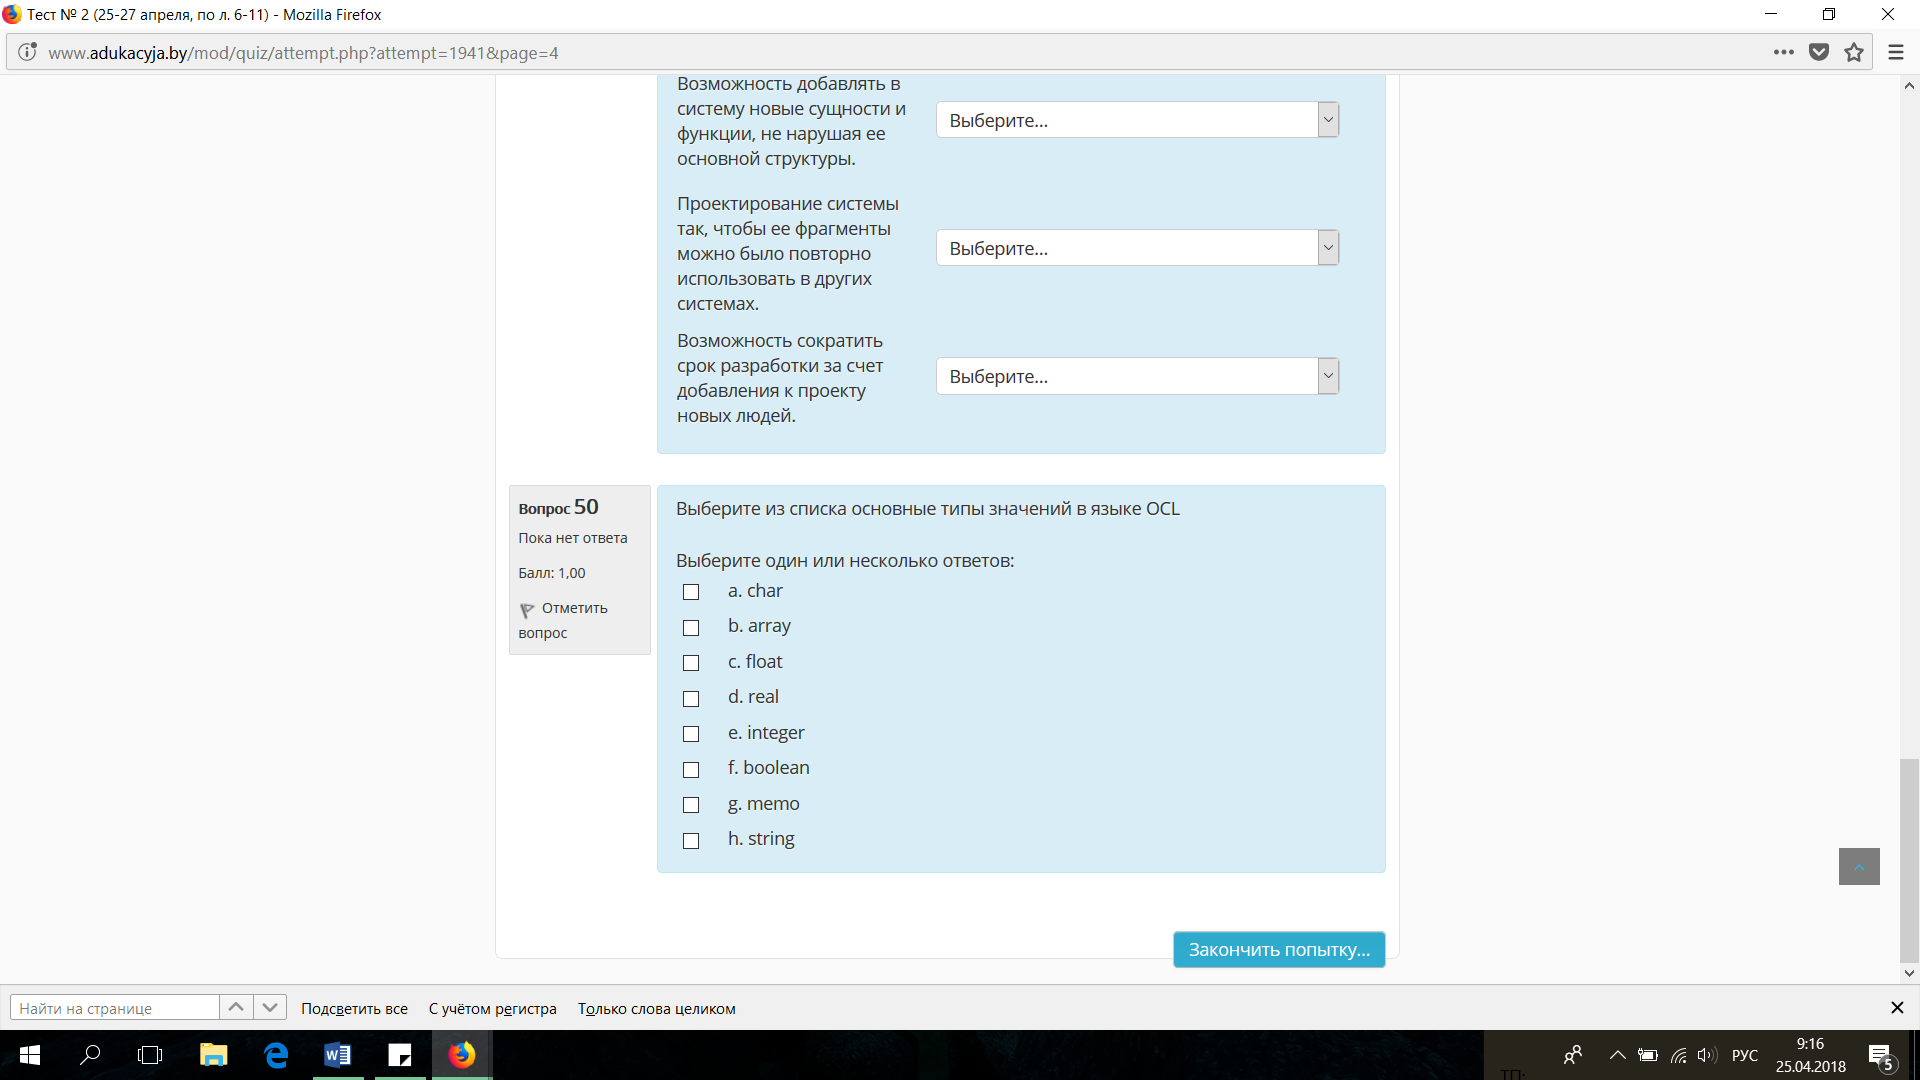 Тест № 2 (25-27 апреля, по л. 6-11) - Mozilla Firefox
www.adukacyja.by/mod/quiz/attempt.php?attempt=1941&page=4
Возможность добавлять в
систему новые сущности и
функции, не нарушая ее
основной структуры.
Выберите...
Проектирование системы
так, чтобы ее фрагменты
можно было повторно
использовать в других
системах.
Выберите...
Возможность сократить
срок разработки за счет
добавления к проекту
новых людей.
Выберите...
Вопрос 50
Пока нет ответа
Балл: 1,00
Отметить
вопрос
Выберите из списка основные типы значений в языке OCL
Выберите один или несколько ответов:
a. char
b. array
c. float
d. real
e. integer
f. boolean
g. memo
h. string
Закончить попытку...
Найти на странице
Подсветить все
С учётом регистра
Только слова целиком
РУС
9:16
25.04.2018
5